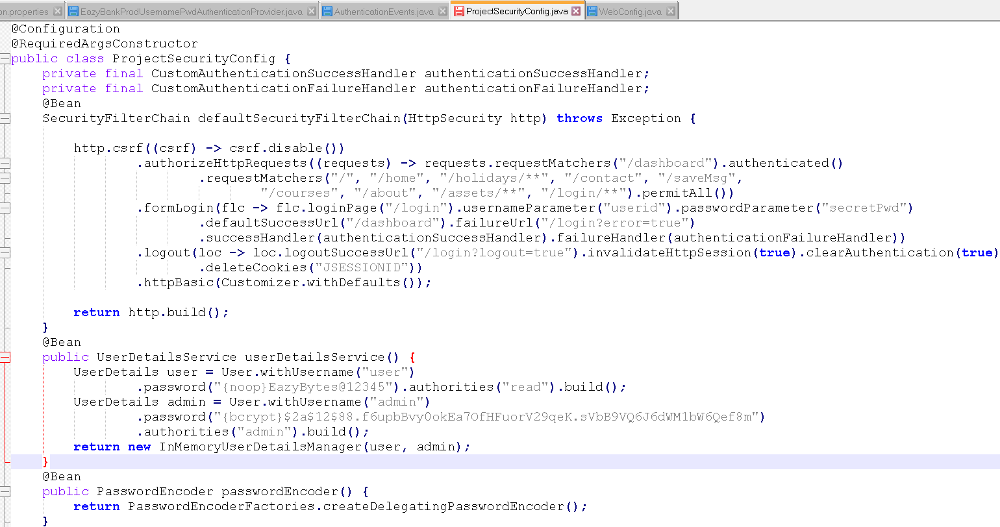 on.properties EazyBankProdUsernamePwdAuthenticationProvider.java AuthenticationEvents.java ProjectSecurityConfig.java WebConfig.java
@Configuration
@RequiredArgsConstructor
public class ProjectSecurityConfig {
    private final CustomAuthenticationSuccessHandler authenticationSuccessHandler;
    private final CustomAuthenticationFailureHandler authenticationFailureHandler;
    @Bean
    SecurityFilterChain defaultSecurityFilterChain(HttpSecurity http) throws Exception {
        http.csrf((csrf) -> csrf.disable())
                .authorizeHttpRequests((requests) -> requests.requestMatchers("/dashboard").authenticated()
                        .requestMatchers("/", "/home", "/holidays/**", "/contact", "/saveMsg",
                                "/courses", "/about", "/assets/**", "/login/**").permitAll())
                .formLogin(flc -> flc.loginPage("/login").usernameParameter("userid").passwordParameter("secretPwd")
                        .defaultSuccessUrl("/dashboard").failureUrl("/login?error=true")
                        .successHandler(authenticationSuccessHandler).failureHandler(authenticationFailureHandler))
                .logout(loc -> loc.logoutSuccessUrl("/login?logout=true").invalidateHttpSession(true).clearAuthentication(true)
                        .deleteCookies("JSESSIONID"))
                .httpBasic(Customizer.withDefaults());
        return http.build();
    }
    @Bean
    public UserDetailsService userDetailsService() {
        UserDetails user = User.withUsername("user")
                .password("{noop}EazyBytes@12345").authorities("read").build();
        UserDetails admin = User.withUsername("admin")
                .password("{bcrypt}$2a$12$88.f6upbBvy0okEa7OfHFuorV29qeK.sVbB9VQ6J6dWM1bW6Qef8m")
                .authorities("admin").build();
        return new InMemoryUserDetailsManager(user, admin);
    }
    @Bean
    public PasswordEncoder passwordEncoder() {
        return PasswordEncoderFactories.createDelegatingPasswordEncoder();
    }